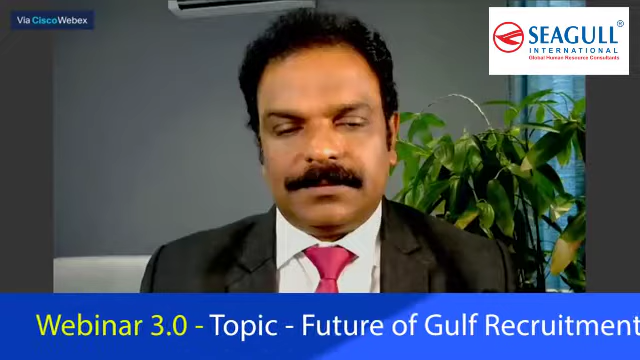 Via CiscoWebex
SEAGULL®
INTERNATIONAL
Global Human Resource Consultants
Webinar 3.0 - Topic - Future of Gulf Recruitment